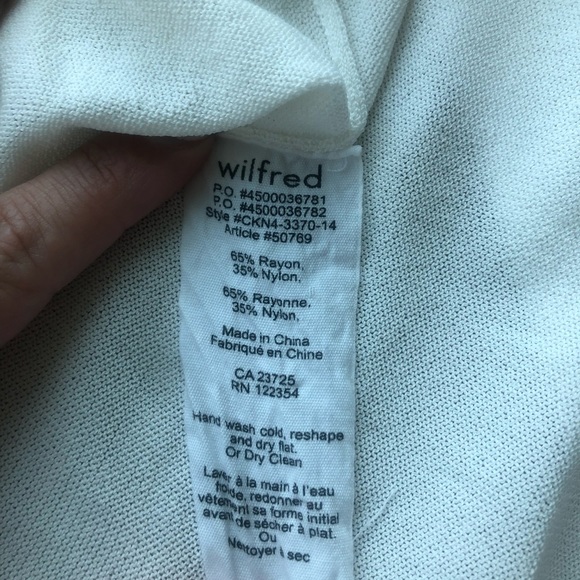 wilfred
P.O. #4500036781
P.O. #4500036782
Style #CKN4-3370-14
Article #50769
65% Rayon,
35% Nylon,
65% Rayonne,
35% Nylon,
Made in China
Fabriqué en Chine
CA 23725
RN 122354
Hand wash cold, reshape
and dry flat.
Or Dry Clean
Laver à la main à l'eau
froide, redonner au
vêtement sa forme initial
avant de sécher à plat.
Ou
Nettoyer à sec